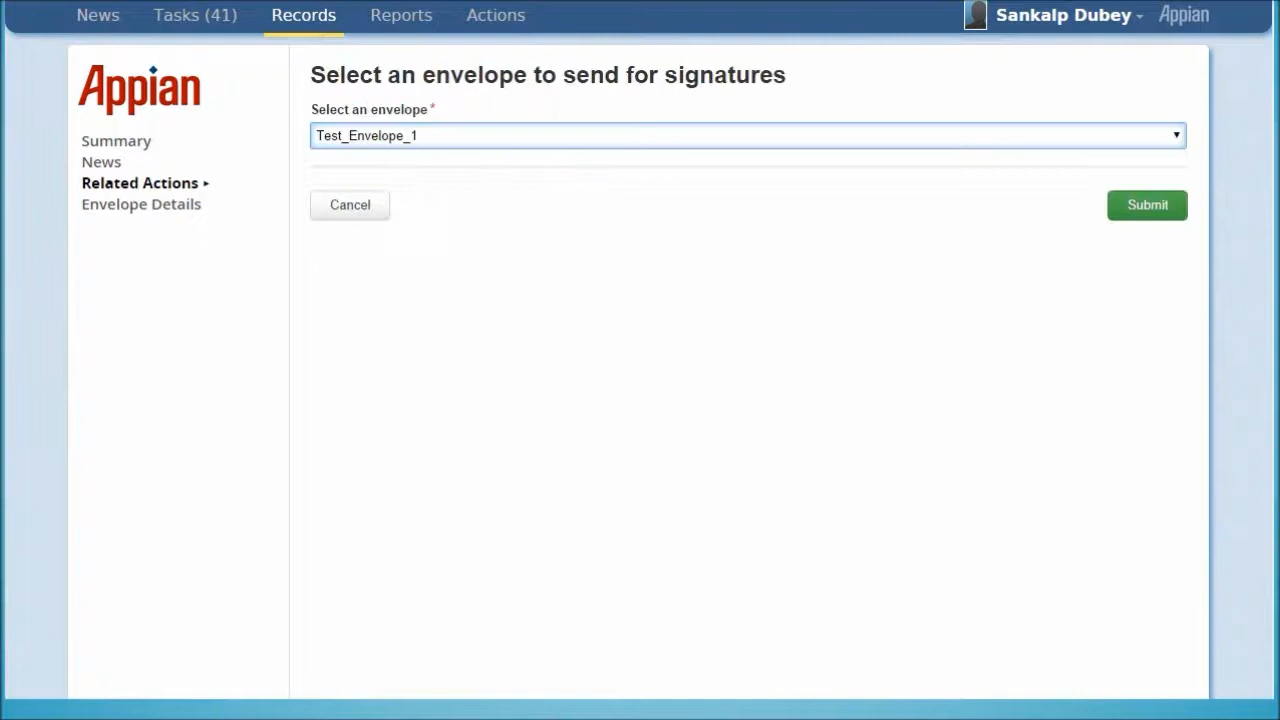 News Tasks (41) Records Reports Actions Sankalp Dubey Appian
Appian
Summary
News
Related Actions
Envelope Details
Select an envelope to send for signatures
Select an envelope *
Test_Envelope_1
Cancel Submit